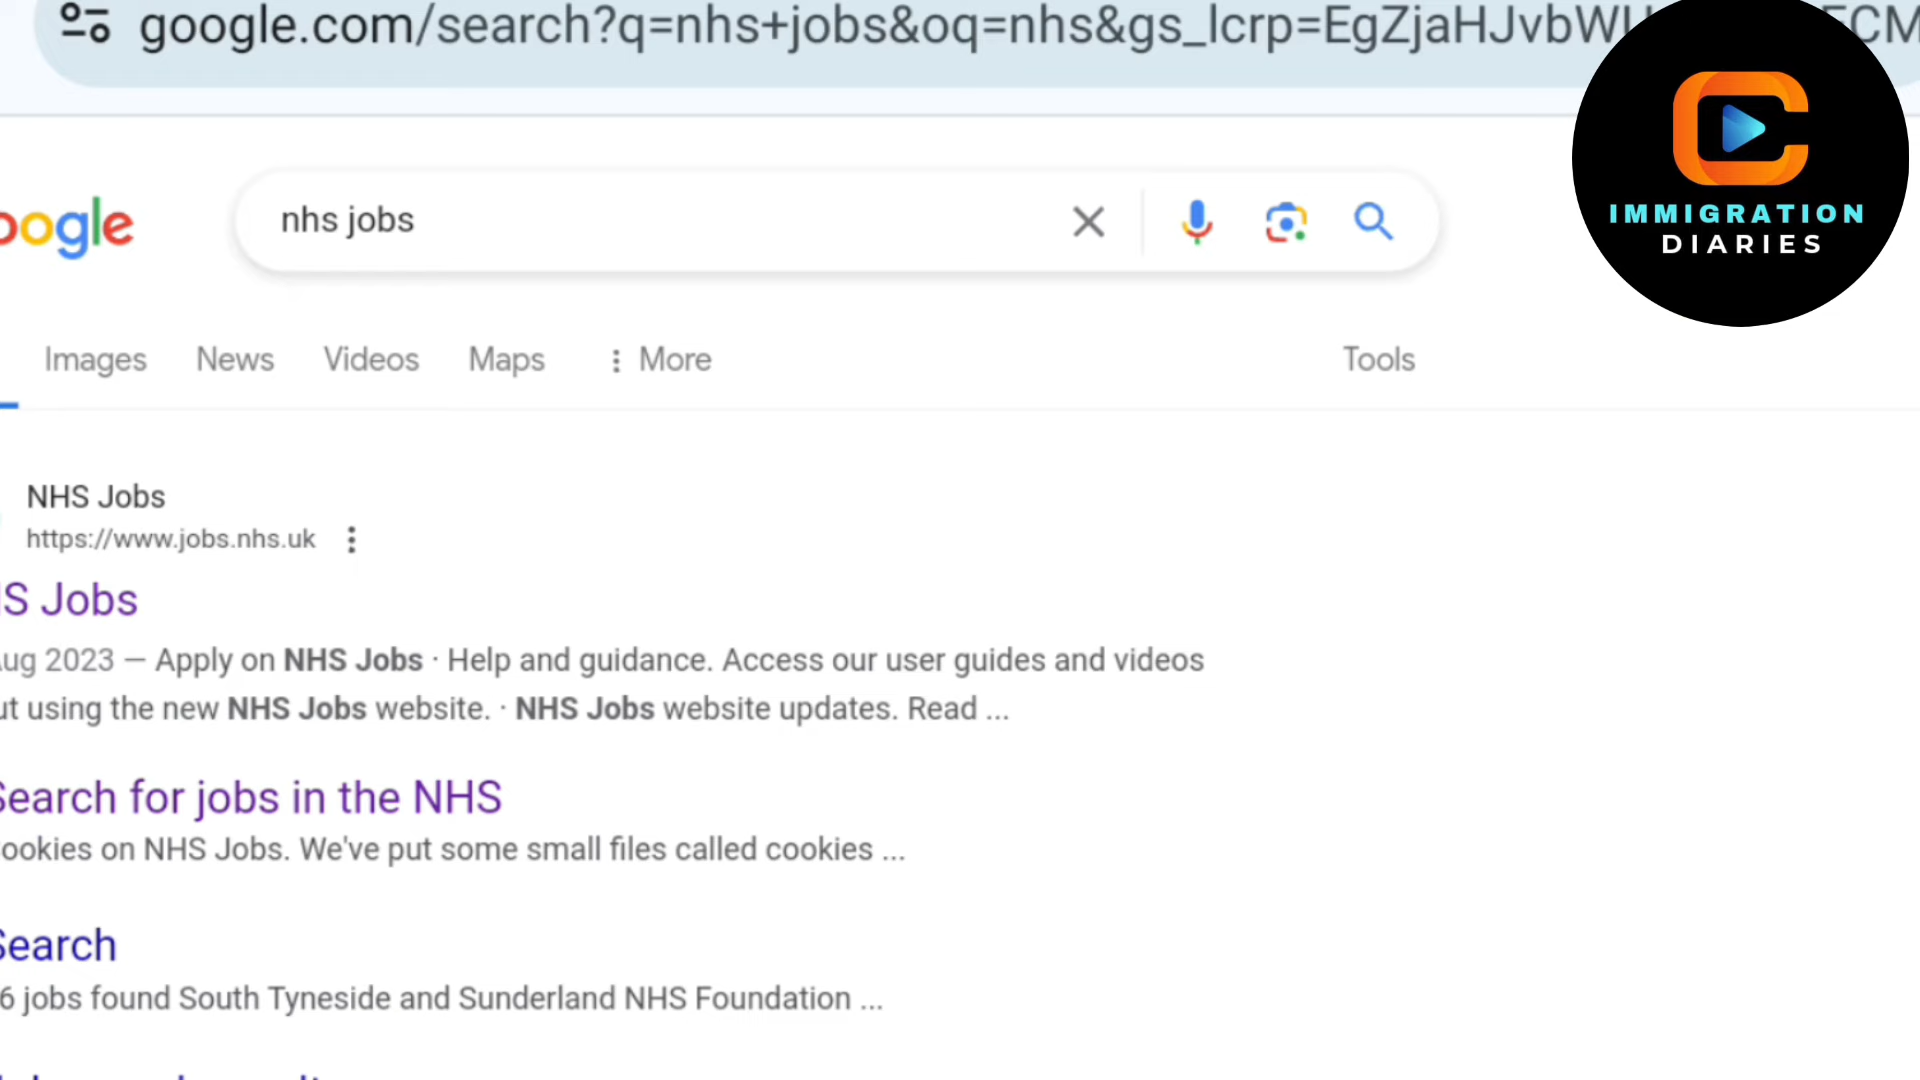 google.com/search?q=nhs+jobs&oq=nhs&gs_lcrp=EgZjaHJvbW
IMMIGRATION
DIARIES
oogle
nhs jobs
Images News Videos Maps More Tools
NHS Jobs
https://www.jobs.nhs.uk
S Jobs
ug 2023 — Apply on NHS Jobs · Help and guidance. Access our user guides and videos
ut using the new NHS Jobs website. · NHS Jobs website updates. Read ...
Search for jobs in the NHS
ookies on NHS Jobs. We've put some small files called cookies ...
Search
6 jobs found South Tyneside and Sunderland NHS Foundation ...